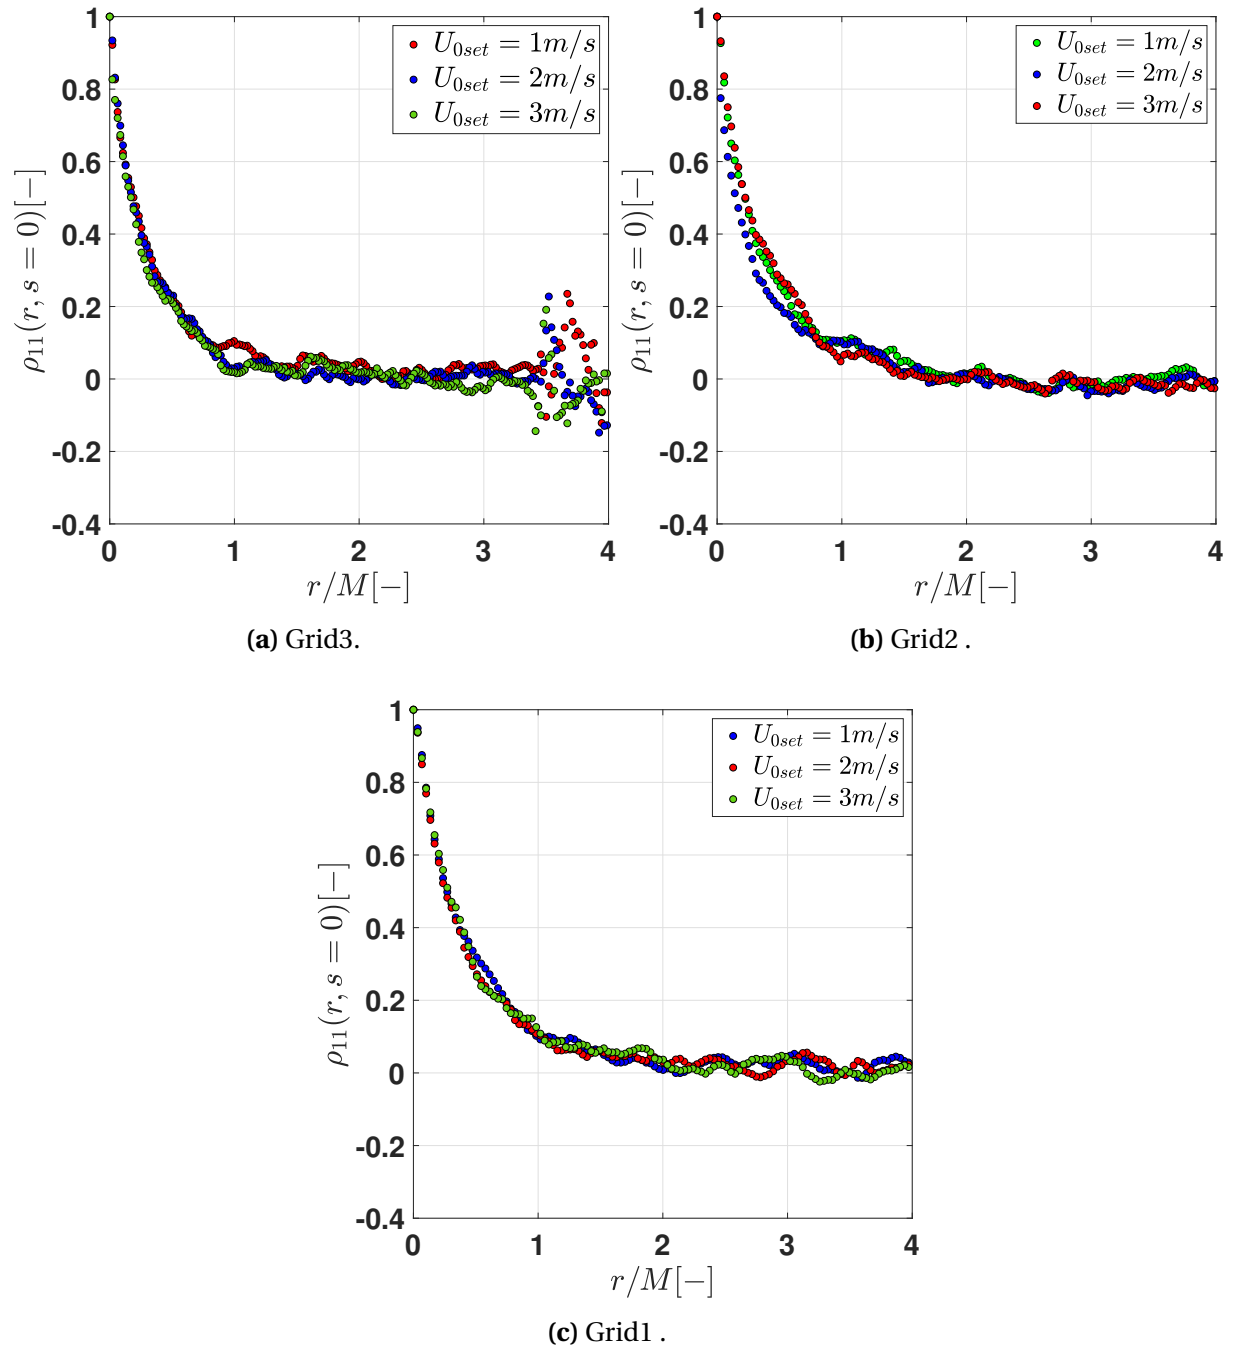 1
0.8
0.6
0.4
0.2
0
-0.2
-0.4
0 1 2 3 4
ρ₁₁(r, s = 0)[−]
r/M[−]
U₀set = 1m/s
U₀set = 2m/s
U₀set = 3m/s
(a) Grid3.
1
0.8
0.6
0.4
0.2
0
-0.2
-0.4
0 1 2 3 4
ρ₁₁(r, s = 0)[−]
r/M[−]
U₀set = 1m/s
U₀set = 2m/s
U₀set = 3m/s
(b) Grid2 .
1
0.8
0.6
0.4
0.2
0
-0.2
-0.4
0 1 2 3 4
ρ₁₁(r, s = 0)[−]
r/M[−]
U₀set = 1m/s
U₀set = 2m/s
U₀set = 3m/s
(c) Grid1 .